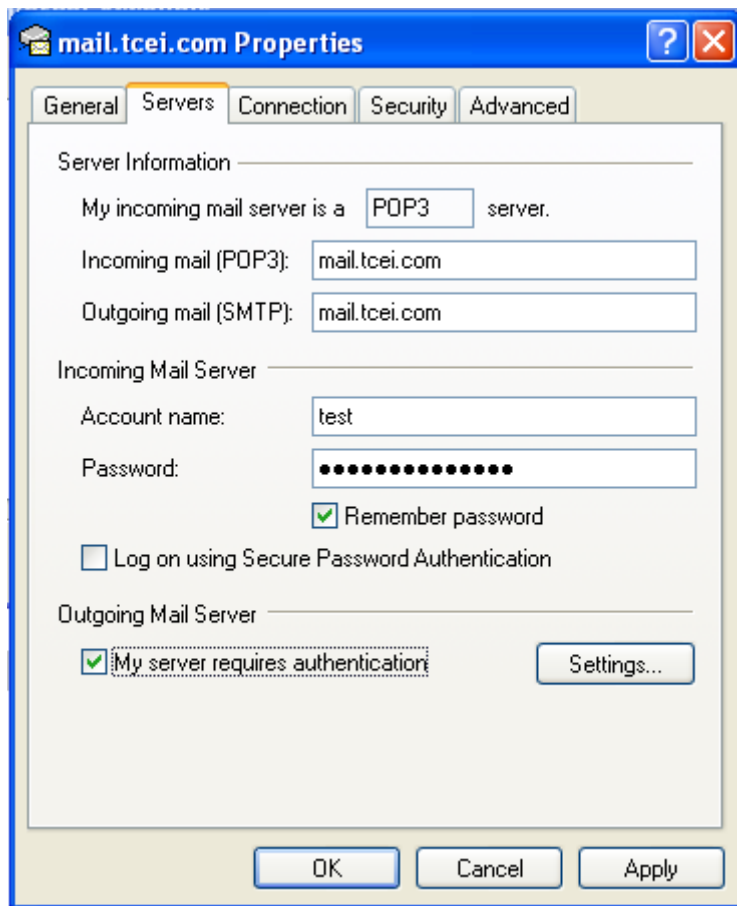 mail.tcei.com Properties
General Servers Connection Security Advanced
Server Information
My incoming mail server is a POP3 server.
Incoming mail (POP3): mail.tcei.com
Outgoing mail (SMTP): mail.tcei.com
Incoming Mail Server
Account name: test
Password: ●●●●●●●●●●●●●●
Remember password
Log on using Secure Password Authentication
Outgoing Mail Server
My server requires authentication Settings...
OK Cancel Apply